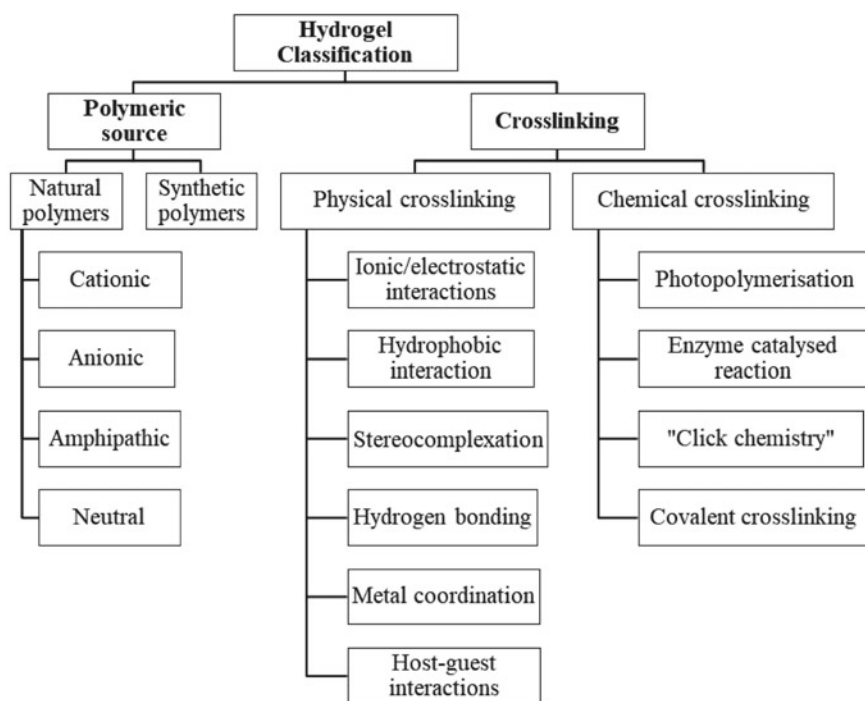 Hydrogel
Classification
Polymeric
source
Crosslinking
Natural
polymers
Synthetic
polymers
Physical crosslinking
Chemical crosslinking
Cationic
Anionic
Amphipathic
Neutral
Ionic/electrostatic
interactions
Hydrophobic
interaction
Stereocomplexation
Hydrogen bonding
Metal coordination
Host-guest
interactions
Photopolymerisation
Enzyme catalysed
reaction
"Click chemistry"
Covalent crosslinking